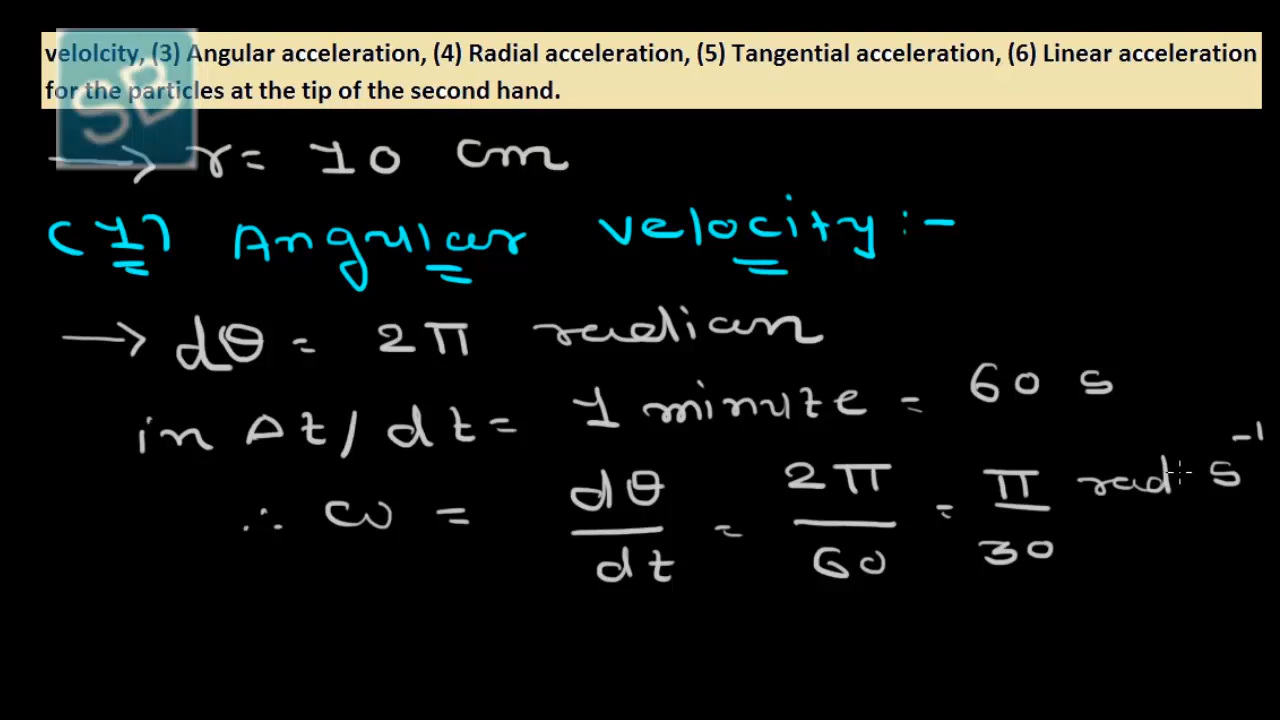 velolcity, (3) Angular acceleration, (4) Radial acceleration, (5) Tangential acceleration, (6) Linear acceleration
for the particles at the tip of the second hand.
SB
→ r = 10 cm
(1) Angular velocity :-
→ dθ = 2π radian
in Δt/dt = 1 minute = 60 s
∴ ω = dθ/dt = 2π/60 = π/30 rad s⁻¹